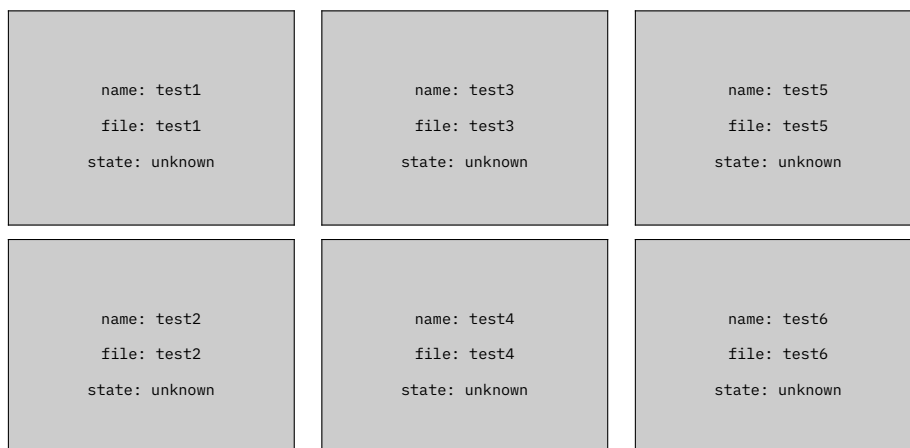 name: test1
file: test1
state: unknown
name: test3
file: test3
state: unknown
name: test5
file: test5
state: unknown
name: test2
file: test2
state: unknown
name: test4
file: test4
state: unknown
name: test6
file: test6
state: unknown